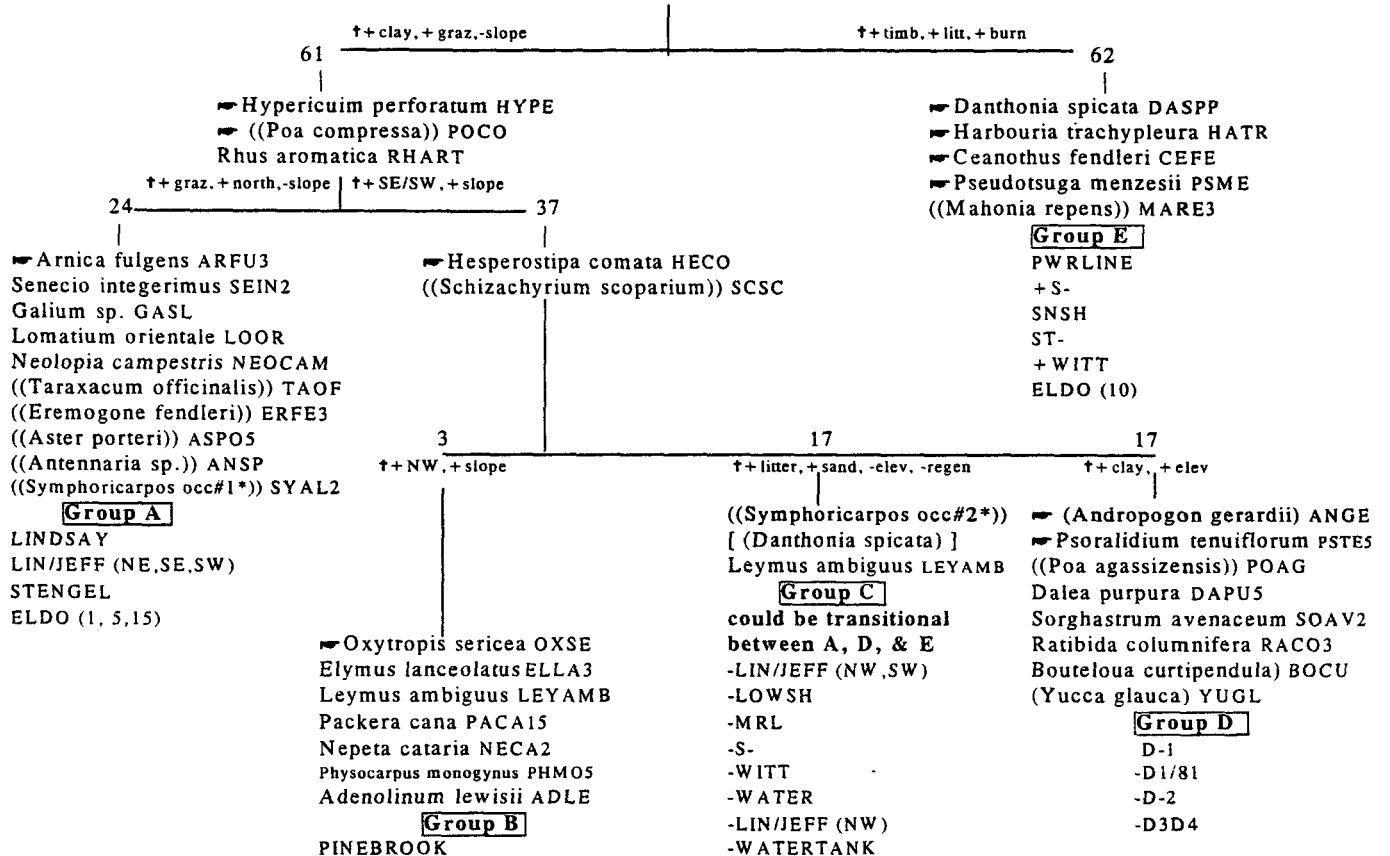 †+clay,+graz,-slope
†+timb,+litt,+burn
61
62
☛Hypericuim perforatum HYPE
☛ ((Poa compressa)) POCO
Rhus aromatica RHART
☛Danthonia spicata DASPP
☛Harbouria trachypleura HATR
☛Ceanothus fendleri CEFE
☛Pseudotsuga menzesii PSME
((Mahonia repens)) MARE3
Group E
PWRLINE
+S-
SNSH
ST-
+WITT
ELDO (10)
†+graz,+north,-slope
†+SE/SW,+slope
24
37
☛Arnica fulgens ARFU3
Senecio integerimus SEIN2
Galium sp. GASL
Lomatium orientale LOOR
Neolopia campestris NEOCAM
((Taraxacum officinalis)) TAOF
((Eremogone fendleri)) ERFE3
((Aster porteri)) ASPO5
((Antennaria sp.)) ANSP
((Symphoricarpos occ#1*)) SYAL2
Group A
LINDSAY
LIN/JEFF (NE,SE,SW)
STENGEL
ELDO (1, 5,15)
☛Hesperostipa comata HECO
((Schizachyrium scoparium)) SCSC
3
17
17
†+NW,+slope
†+litter,+sand,-elev,-regen
†+clay, +elev
☛Oxytropis sericea OXSE
Elymus lanceolatus ELLA3
Leymus ambiguus LEYAMB
Packera cana PACA15
Nepeta cataria NECA2
Physocarpus monogynus PHMO5
Adenolinum lewisii ADLE
Group B
PINEBROOK
((Symphoricarpos occ#2*))
[ (Danthonia spicata) ]
Leymus ambiguus LEYAMB
Group C
could be transitional
between A, D, & E
-LIN/JEFF (NW,SW)
-LOWSH
-MRL
-S-
-WITT
-WATER
-LIN/JEFF (NW)
-WATERTANK
☛ (Andropogon gerardii) ANGE
☛Psoralidium tenuiflorum PSTE5
((Poa agassizensis)) POAG
Dalea purpura DAPU5
Sorghastrum avenaceum SOAV2
Ratibida columnifera RACO3
Bouteloua curtipendula) BOCU
(Yucca glauca) YUGL
Group D
D-1
-D1/81
-D-2
-D3D4